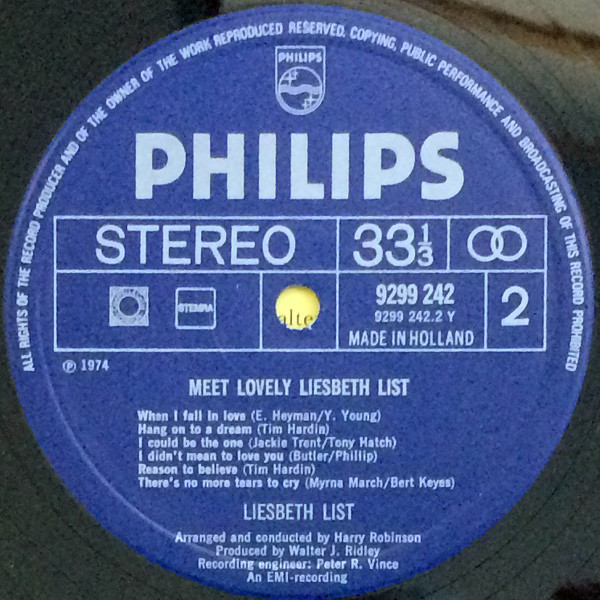 ALL RIGHTS OF THE RECORD PRODUCER AND OF THE OWNER OF THE WORK REPRODUCED RESERVED. COPYING, PUBLIC PERFORMANCE AND BROADCASTING OF THIS RECORD PROHIBITED
PHILIPS
PHILIPS
STEREO
33 1/3
STEMRA
alte
9299 242
9299 242.2 Y
MADE IN HOLLAND
2
℗ 1974
MEET LOVELY LIESBETH LIST
When I fall in love (E. Heyman/Y. Young)
Hang on to a dream (Tim Hardin)
I could be the one (Jackie Trent/Tony Hatch)
I didn't mean to love you (Butler/Phillip)
Reason to believe (Tim Hardin)
There's no more tears to cry (Myrna March/Bert Keyes)
LIESBETH LIST
Arranged and conducted by Harry Robinson
Produced by Walter J. Ridley
Recording engineer: Peter R. Vince
An EMI-recording